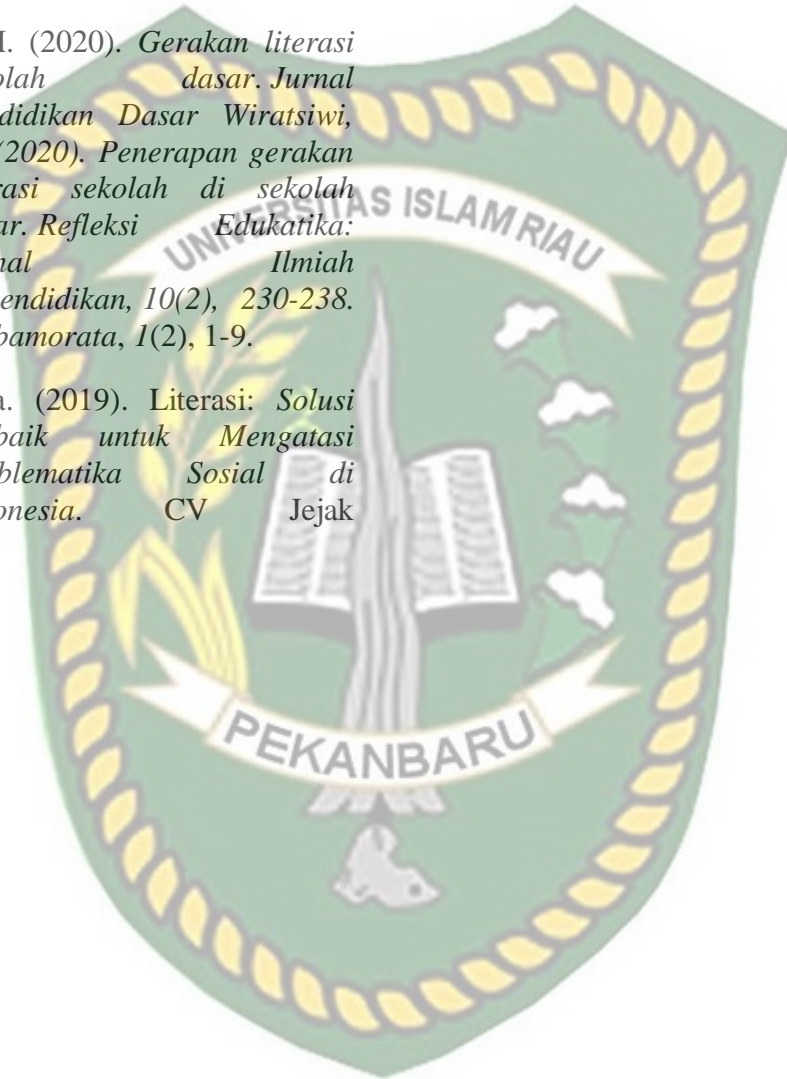 I. (2020). Gerakan literasi
olah dasar. Jurnal
didikan Dasar Wiratsiwi,
(2020). Penerapan gerakan
rasi sekolah di sekolah
ar. Refleksi Edukatika:
nal Ilmiah
pendidikan, 10(2), 230-238.
bamorata, 1(2), 1-9.
a. (2019). Literasi: Solusi
baik untuk Mengatasi
blematika Sosial di
onesia. CV Jejak
UNIVERSITAS ISLAM RIAU
PEKANBARU